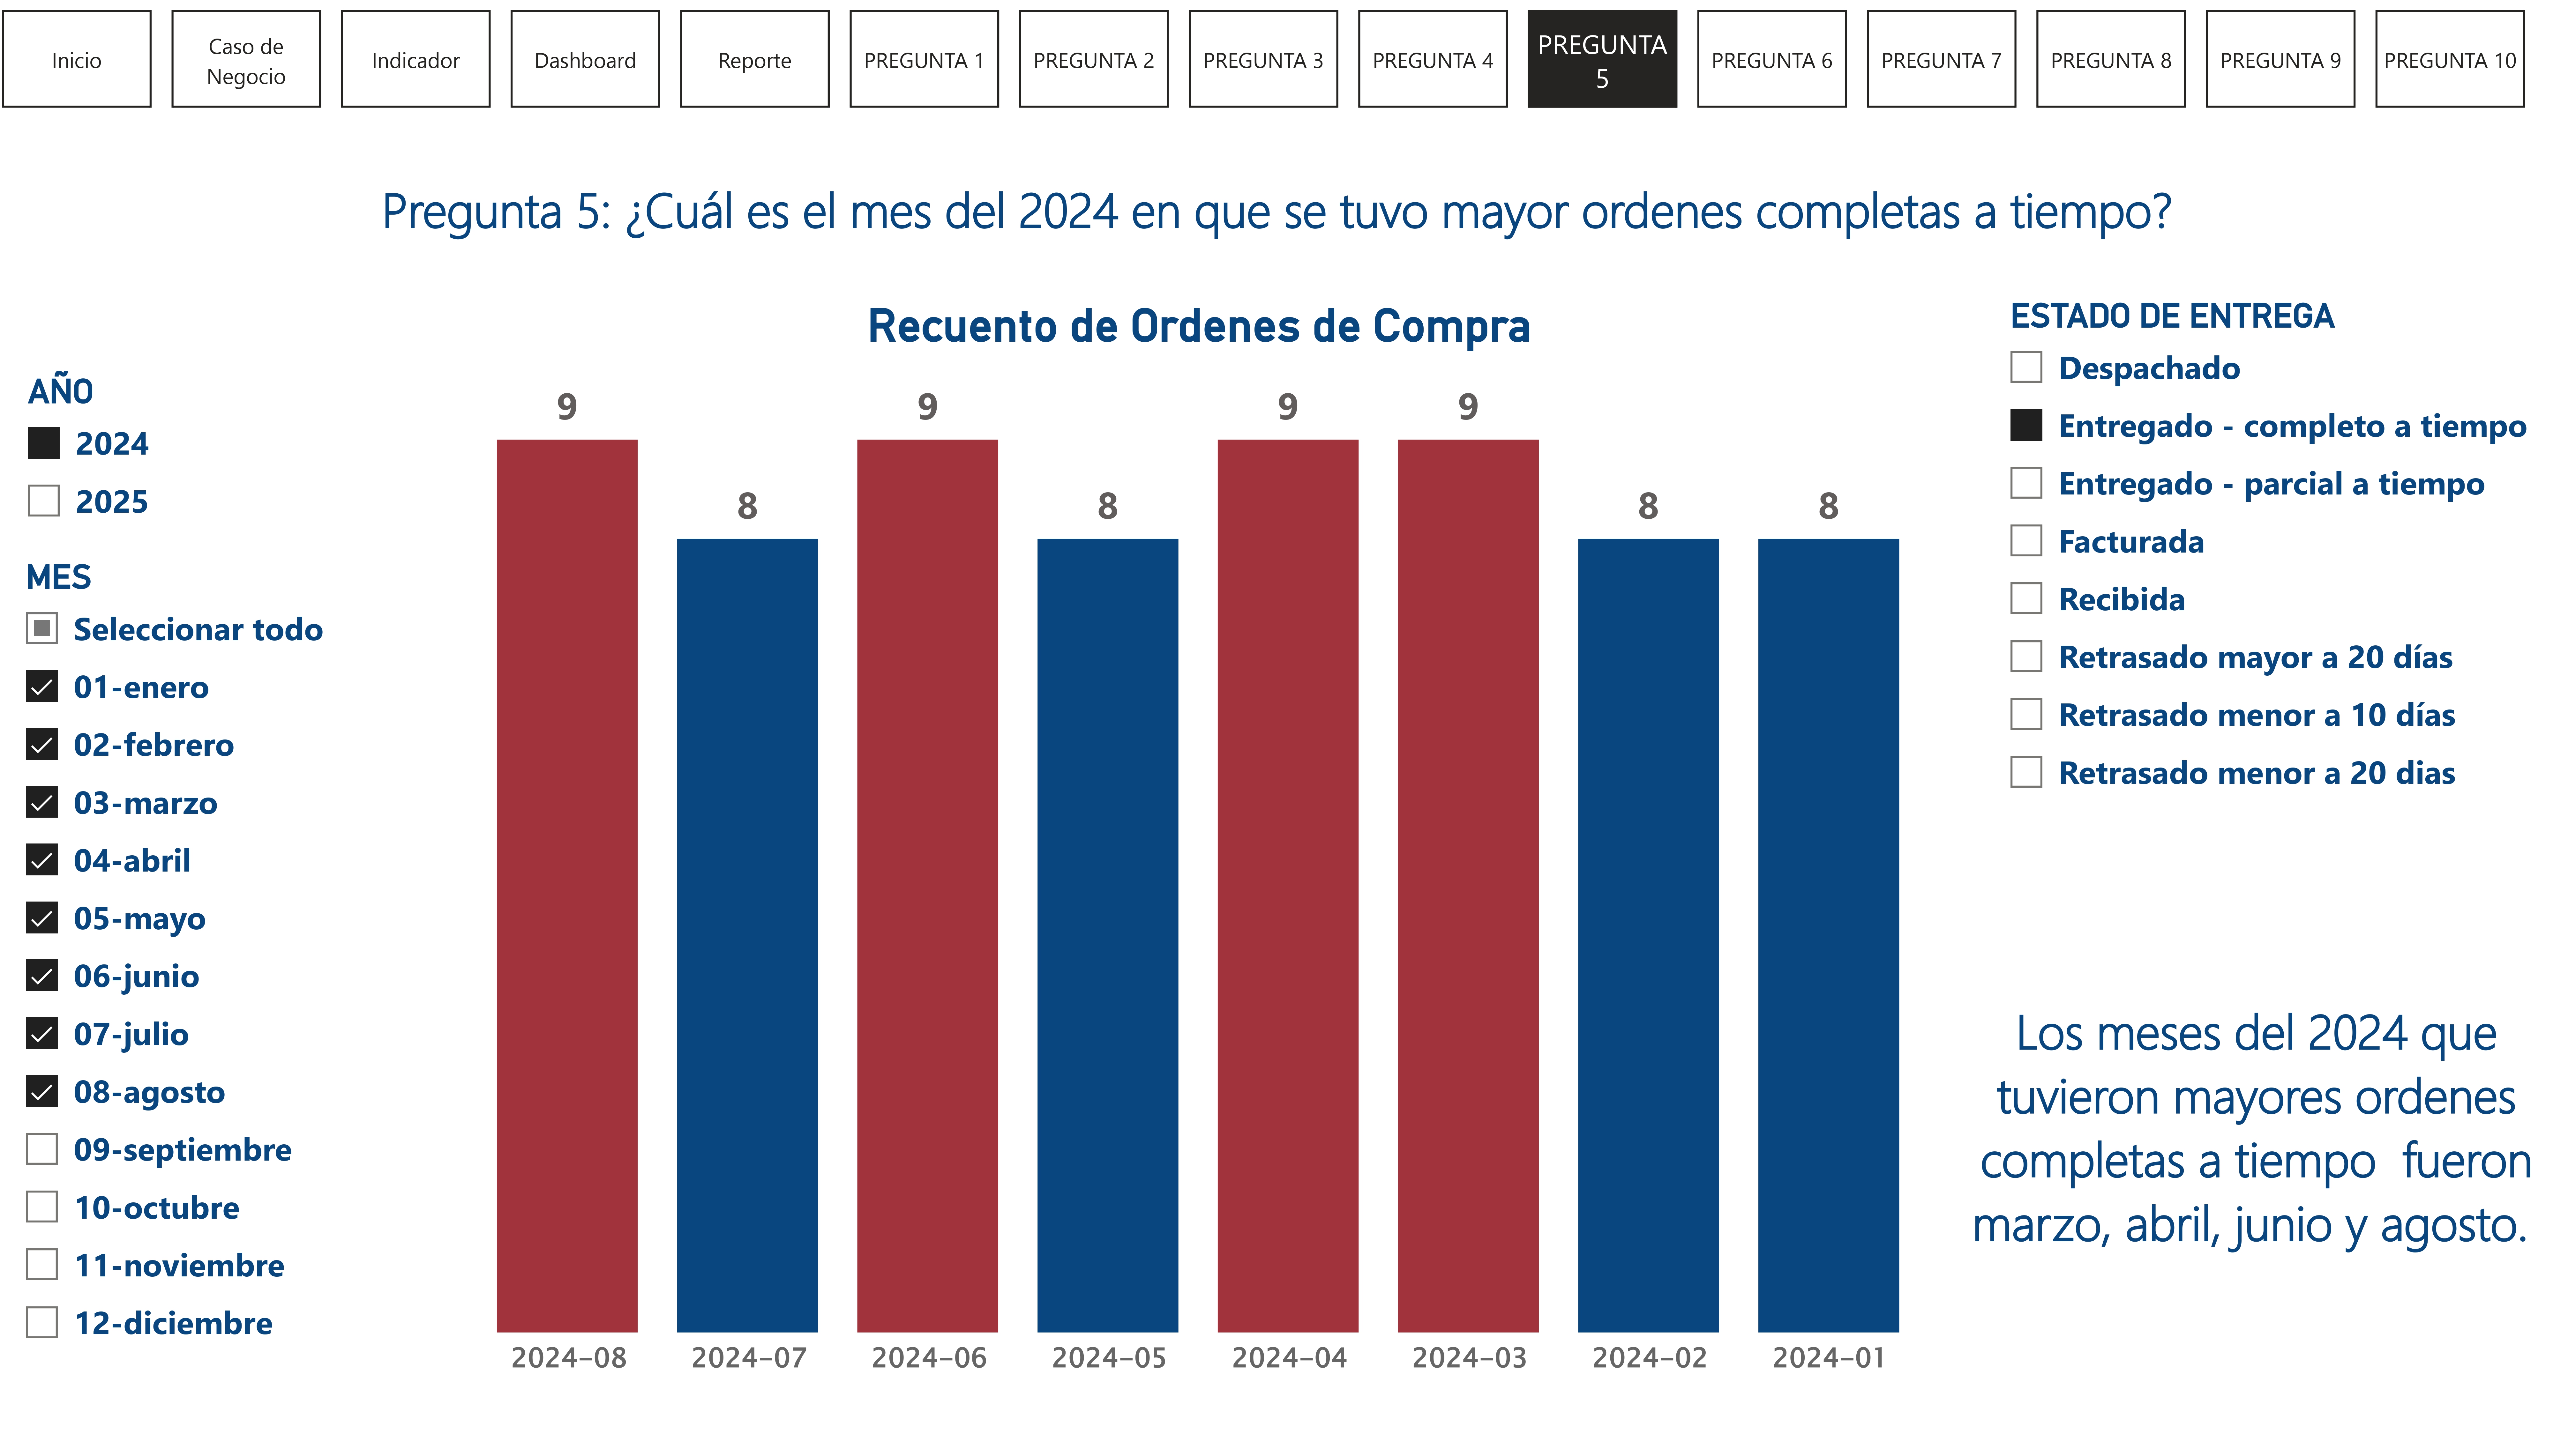 Inicio
Caso de
Negocio
Indicador
Dashboard
Reporte
PREGUNTA 1
PREGUNTA 2
PREGUNTA 3
PREGUNTA 4
PREGUNTA
5
PREGUNTA 6
PREGUNTA 7
PREGUNTA 8
PREGUNTA 9
PREGUNTA 10
Pregunta 5: ¿Cuál es el mes del 2024 en que se tuvo mayor ordenes completas a tiempo?
AÑO
2024
2025
MES
Seleccionar todo
01-enero
02-febrero
03-marzo
04-abril
05-mayo
06-junio
07-julio
08-agosto
09-septiembre
10-octubre
11-noviembre
12-diciembre
Recuento de Ordenes de Compra
9
8
9
8
9
9
8
8
2024-08
2024-07
2024-06
2024-05
2024-04
2024-03
2024-02
2024-01
ESTADO DE ENTREGA
Despachado
Entregado - completo a tiempo
Entregado - parcial a tiempo
Facturada
Recibida
Retrasado mayor a 20 días
Retrasado menor a 10 días
Retrasado menor a 20 dias
Los meses del 2024 que
tuvieron mayores ordenes
completas a tiempo  fueron
marzo, abril, junio y agosto.